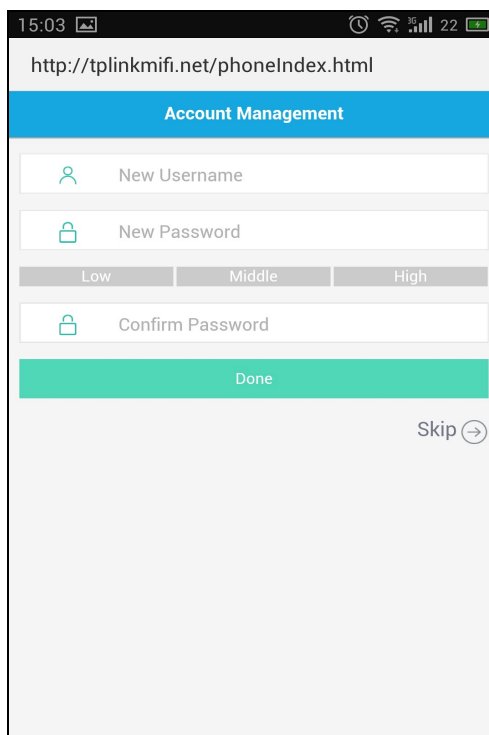 15:03 3G 22
http://tplinkmifi.net/phoneIndex.html
Account Management
New Username
New Password
Low Middle High
Confirm Password
Done
Skip